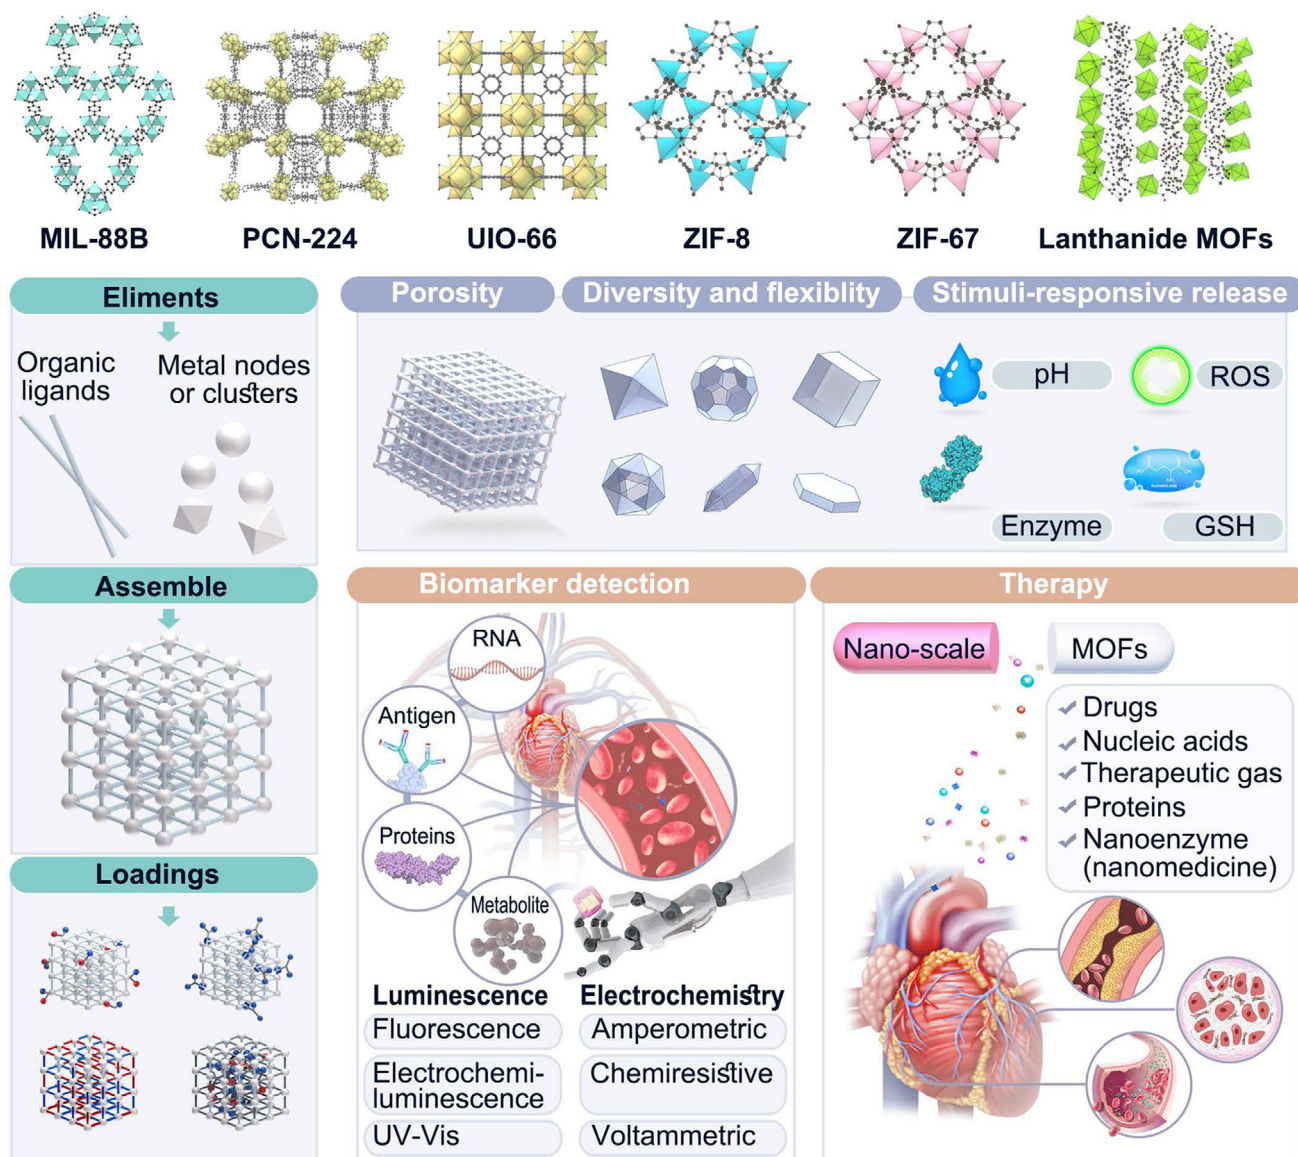 MIL-88B
PCN-224
UIO-66
ZIF-8
ZIF-67
Lanthanide MOFs
Eliments
Organic
ligands
Metal nodes
or clusters
Porosity
Diversity and flexiblity
Stimuli-responsive release
pH
ROS
Enzyme
GSH
Assemble
Loadings
Biomarker detection
RNA
Antigen
Proteins
Metabolite
Luminescence
Fluorescence
Electrochemi-
luminescence
UV-Vis
Electrochemistry
Amperometric
Chemiresistive
Voltammetric
Therapy
Nano-scale
MOFs
Drugs
Nucleic acids
Therapeutic gas
Proteins
Nanoenzyme
(nanomedicine)